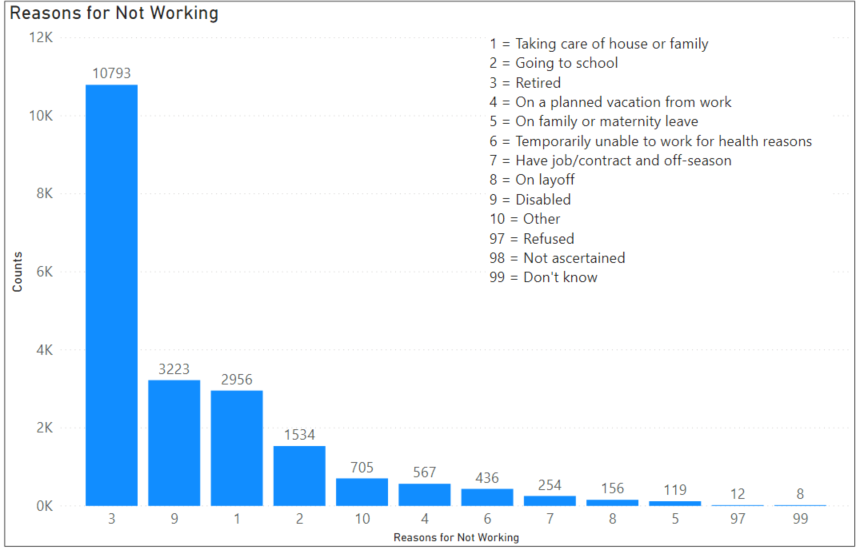 Reasons for Not Working
12K
10K
8K
6K
4K
2K
0K
Counts
10793
3223
2956
1534
705
567
436
254
156
119
12
8
1 = Taking care of house or family
2 = Going to school
3 = Retired
4 = On a planned vacation from work
5 = On family or maternity leave
6 = Temporarily unable to work for health reasons
7 = Have job/contract and off-season
8 = On layoff
9 = Disabled
10 = Other
97 = Refused
98 = Not ascertained
99 = Don't know
3 9 1 2 10 4 6 7 8 5 97 99
Reasons for Not Working